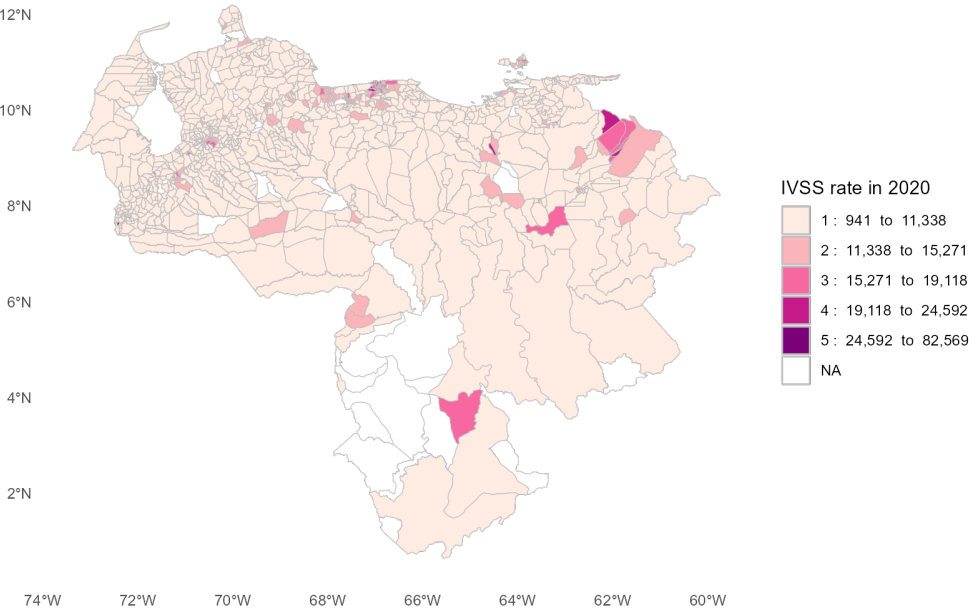 12°N
10°N
8°N
6°N
4°N
2°N
74°W 72°W 70°W 68°W 66°W 64°W 62°W 60°W
IVSS rate in 2020
1 : 941 to 11,338
2 : 11,338 to 15,271
3 : 15,271 to 19,118
4 : 19,118 to 24,592
5 : 24,592 to 82,569
NA